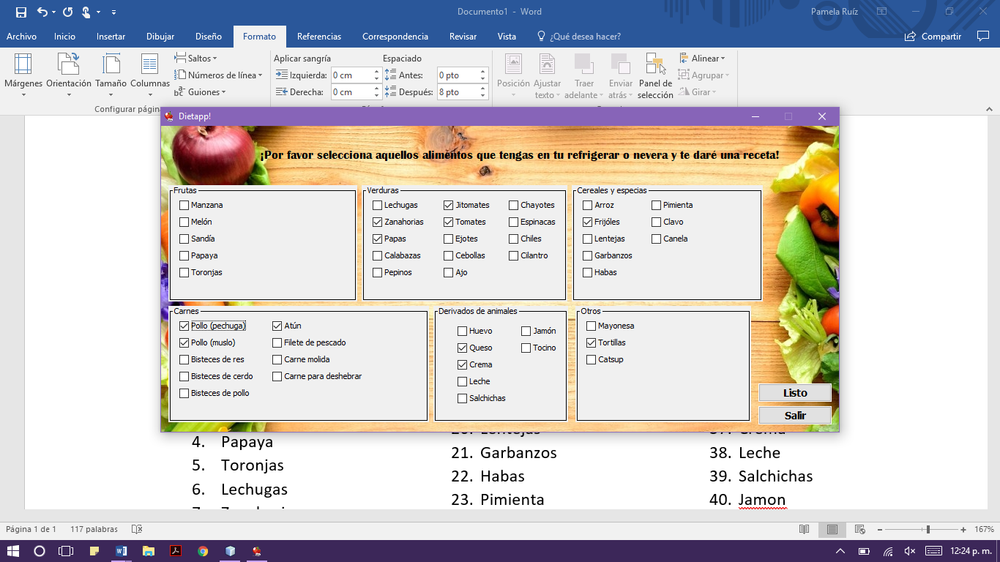 Documento1 - Word
Pamela Ruíz
Archivo Inicio Insertar Dibujar Diseño Formato Referencias Correspondencia Revisar Vista ¿Qué desea hacer? Compartir
Márgenes
Orientación
Tamaño
Columnas
Saltos
Números de línea
Guiones
Configurar página
Aplicar sangría
Izquierda: 0 cm
Derecha: 0 cm
Espaciado
Antes: 0 pto
Después: 8 pto
Posición
Ajustar
texto
Traer
adelante
Enviar
atrás
Panel de
selección
Alinear
Agrupar
Girar
Dietapp!
¡Por favor selecciona aquellos alimentos que tengas en tu refrigerar o nevera y te daré una receta!
Frutas
Manzana
Melón
Sandía
Papaya
Toronjas
Verduras
Lechugas Jitomates Chayotes
Zanahorias Tomates Espinacas
Papas Ejotes Chiles
Calabazas Cebollas Cilantro
Pepinos Ajo
Cereales y especias
Arroz Pimienta
Frijóles Clavo
Lentejas Canela
Garbanzos
Habas
Carnes
Pollo (pechuga) Atún
Pollo (muslo) Filete de pescado
Bisteces de res Carne molida
Bisteces de cerdo Carne para deshebrar
Bisteces de pollo
Derivados de animales
Huevo Jamón
Queso Tocino
Crema
Leche
Salchichas
Otros
Mayonesa
Tortillas
Catsup
Listo
Salir
4. Papaya
5. Toronjas
6. Lechugas
20. Lentejas
21. Garbanzos
22. Habas
23. Pimienta
37. Crema
38. Leche
39. Salchichas
40. Jamon
Página 1 de 1 117 palabras
167%
12:24 p. m.